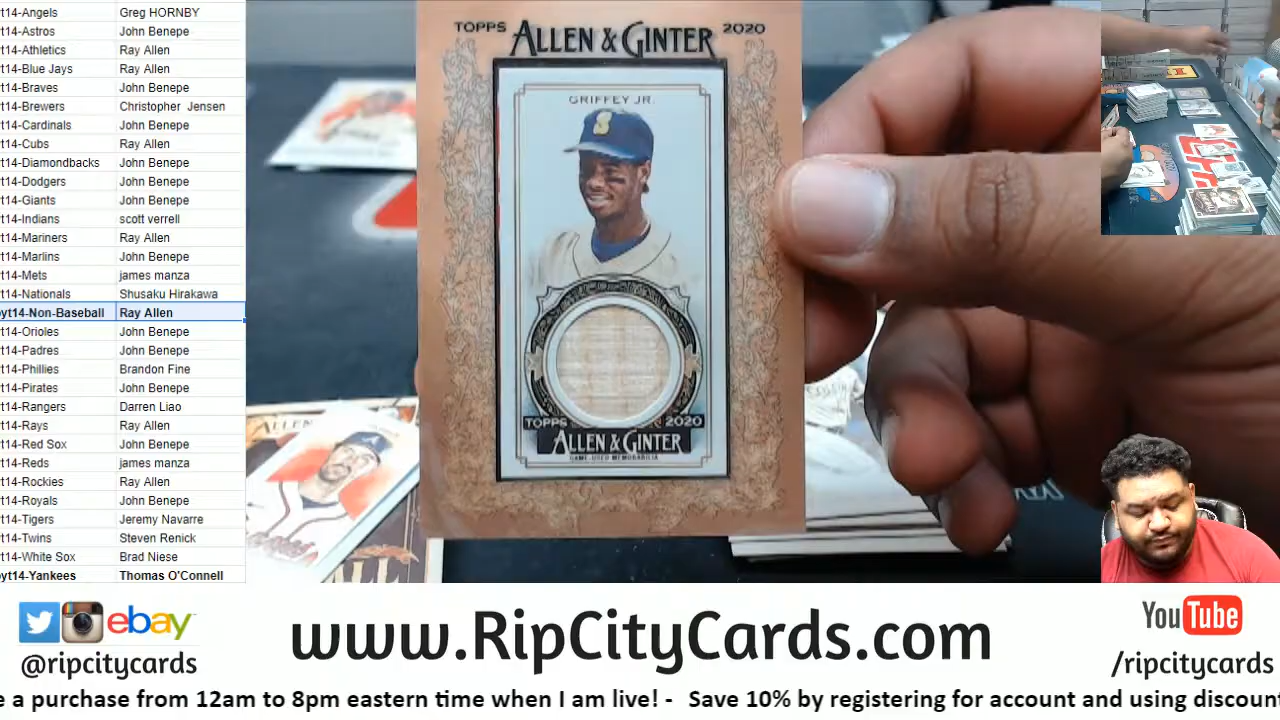 t14-Angels Greg HORNBY
t14-Astros John Benepe
t14-Athletics Ray Allen
t14-Blue Jays Ray Allen
t14-Braves John Benepe
t14-Brewers Christopher Jensen
t14-Cardinals John Benepe
t14-Cubs Ray Allen
t14-Diamondbacks John Benepe
t14-Dodgers John Benepe
t14-Giants John Benepe
t14-Indians scott verrell
t14-Mariners Ray Allen
t14-Marlins John Benepe
t14-Mets james manza
t14-Nationals Shusaku Hirakawa
yt14-Non-Baseball Ray Allen
t14-Orioles John Benepe
t14-Padres John Benepe
t14-Phillies Brandon Fine
t14-Pirates John Benepe
t14-Rangers Darren Liao
t14-Rays Ray Allen
t14-Red Sox John Benepe
t14-Reds james manza
t14-Rockies Ray Allen
t14-Royals John Benepe
t14-Tigers Jeremy Navarre
t14-Twins Steven Renick
t14-White Sox Brad Niese
yt14-Yankees Thomas O'Connell
TOPPS ALLEN & GINTER 2020
GRIFFEY JR.
S
TOPPS 2020
ALLEN & GINTER
GAME-USED MEMORABILIA
ebay
@ripcitycards
www.RipCityCards.com
YouTube
/ripcitycards
e a purchase from 12am to 8pm eastern time when I am live! - Save 10% by registering for account and using discount